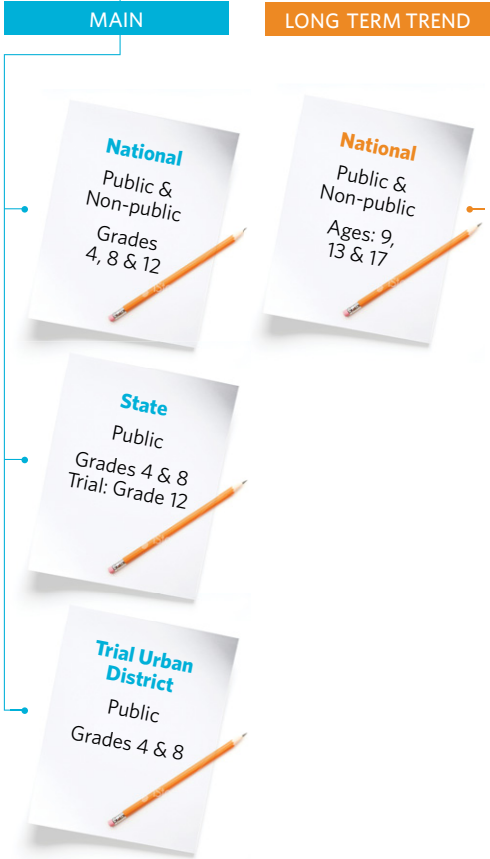 MAIN
National
Public &
Non-public
Grades
4, 8 & 12
State
Public
Grades 4 & 8
Trial: Grade 12
Trial Urban
District
Public
Grades 4 & 8
LONG TERM TREND
National
Public &
Non-public
Ages: 9,
13 & 17